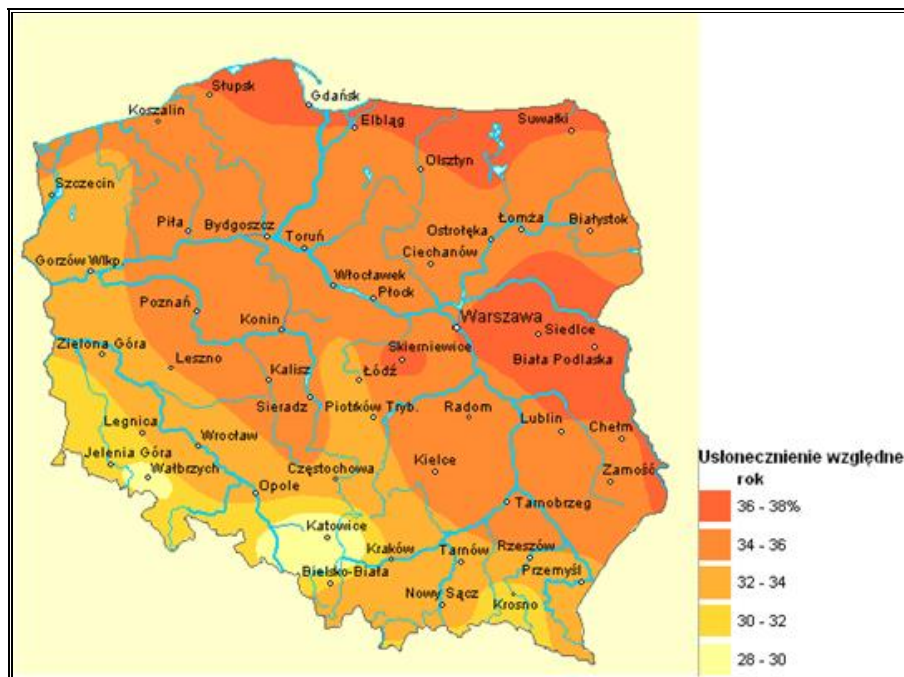 Słupsk
Gdańsk
Koszalin
Elbląg
Suwałki
Olsztyn
Szczecin
Piła
Bydgoszcz
Toruń
Ostrołęka
Łomża
Białystok
Ciechanów
Gorzów Wlkp.
Włocławek
Płock
Poznań
Konin
Warszawa
Siedlce
Zielona Góra
Leszno
Skierniewice
Biała Podlaska
Kalisz
Łódź
Sieradz
Piotrków Tryb.
Radom
Lublin
Chełm
Legnica
Wrocław
Jelenia Góra
Wałbrzych
Częstochowa
Kielce
Zamość
Opole
Tarnobrzeg
Katowice
Kraków
Tarnów
Rzeszów
Bielsko-Biała
Przemyśl
Nowy Sącz
Krosno
Usłonecznienie względne
rok
36 - 38%
34 - 36
32 - 34
30 - 32
28 - 30